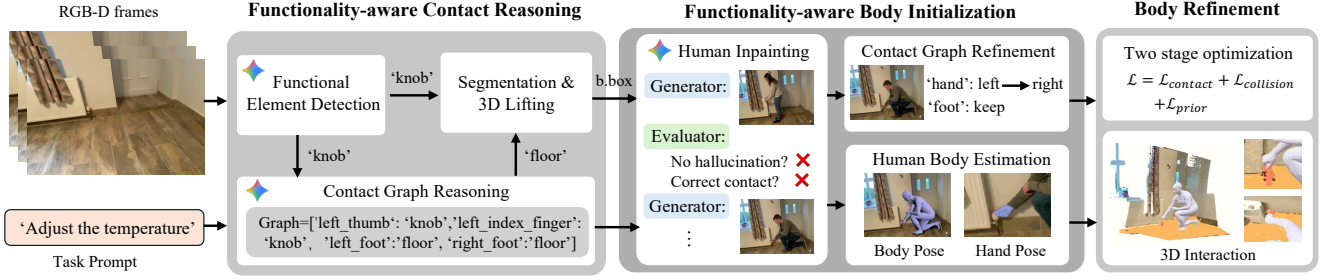 RGB-D frames
'Adjust the temperature'
Task Prompt
Functionality-aware Contact Reasoning
Functional
Element Detection
'knob'
Segmentation &
3D Lifting
'knob'
'floor'
Contact Graph Reasoning
Graph=['left_thumb': 'knob','left_index_finger':
'knob', 'left_foot':'floor', 'right_foot':'floor']
b.box
Functionality-aware Body Initialization
Human Inpainting
Generator:
Evaluator:
No hallucination? ❌
Correct contact? ❌
Generator:
⋮
Contact Graph Refinement
'hand': left → right
'foot': keep
Human Body Estimation
Body Pose
Hand Pose
Body Refinement
Two stage optimization
ℒ = ℒ_contact + ℒ_collision
+ℒ_prior
3D Interaction